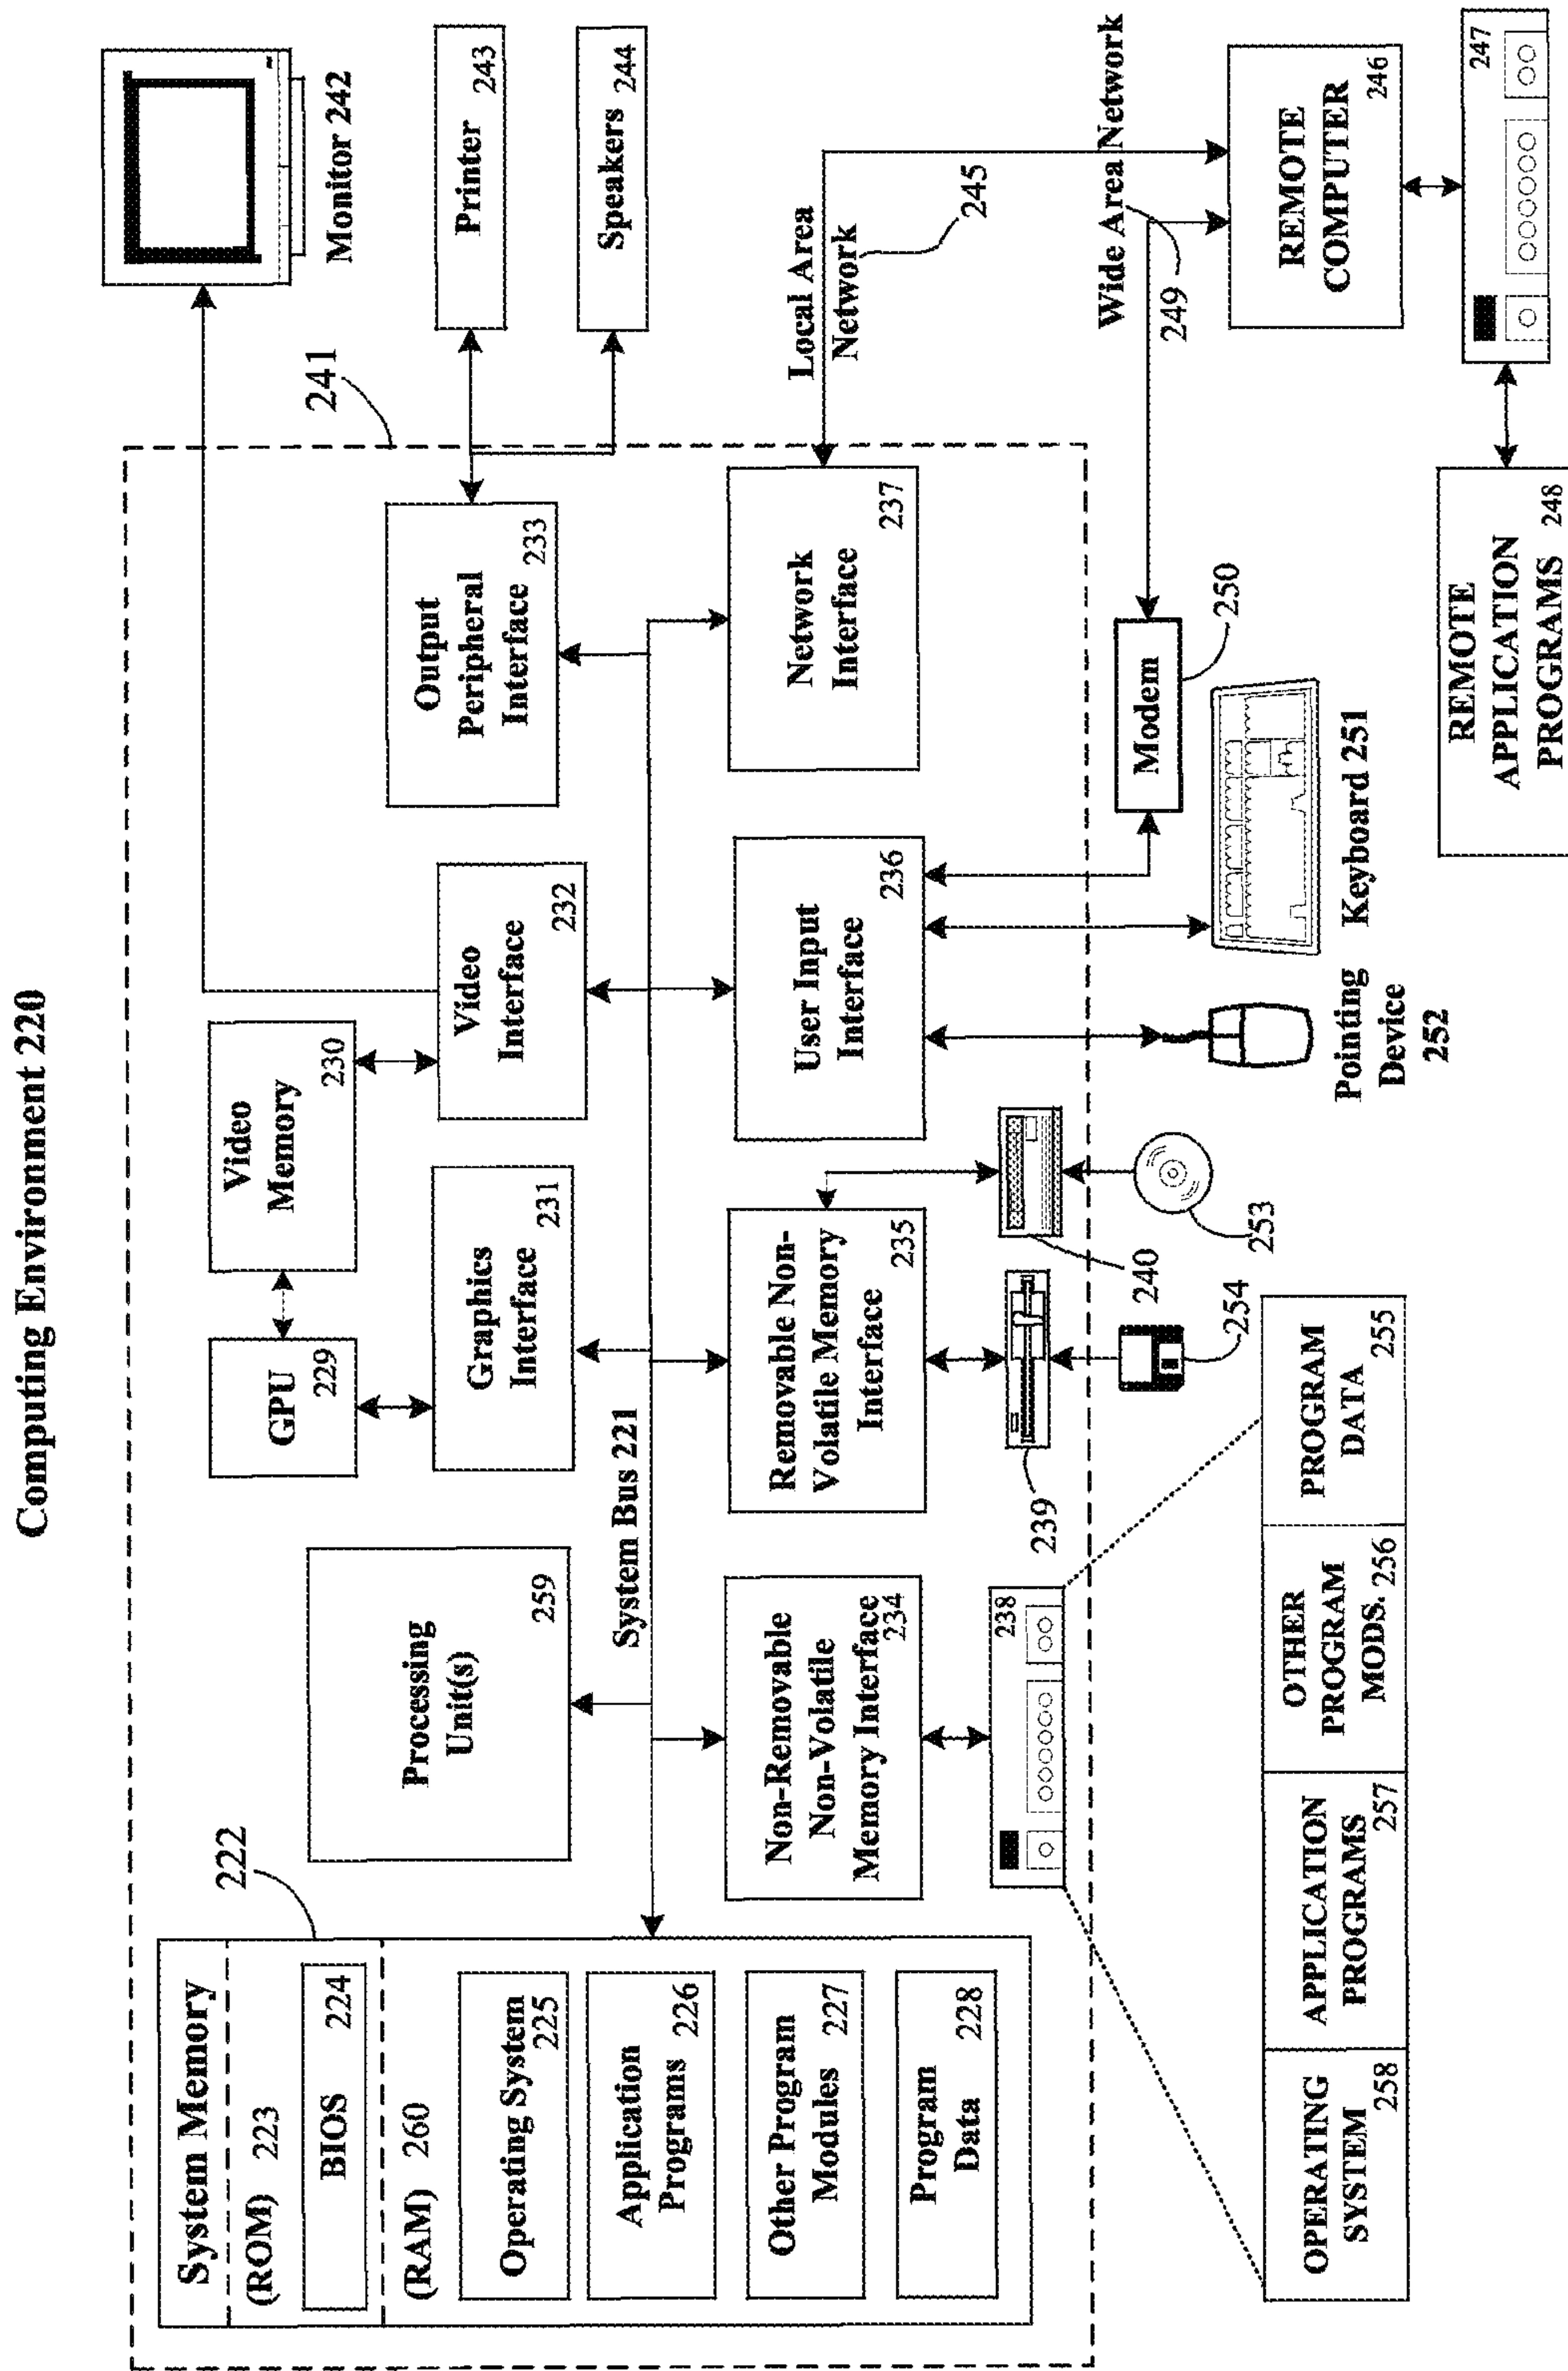 Computing Environment 220
System Memory
222
(ROM) 223
BIOS 224
(RAM) 260
Operating System
225
Application
Programs 226
Other Program
Modules 227
Program
Data 228
Processing
Unit(s)
259
System Bus 221
GPU
229
Video
Memory
230
Graphics
Interface
231
Video
Interface
232
Output
Peripheral
Interface 233
241
Monitor 242
Printer 243
Speakers 244
Non-Removable
Non-Volatile
Memory Interface
234
Removable Non-
Volatile Memory
Interface 235
User Input
Interface
236
Network
Interface
237
Local Area
Network
245
238
239
240
Modem
250
Wide Area Network
249
254
253
Pointing
Device
252
Keyboard 251
REMOTE
COMPUTER
246
247
REMOTE
APPLICATION
PROGRAMS 248
OPERATING
SYSTEM
258
APPLICATION
PROGRAMS
257
OTHER
PROGRAM
MODS. 256
PROGRAM
DATA
255